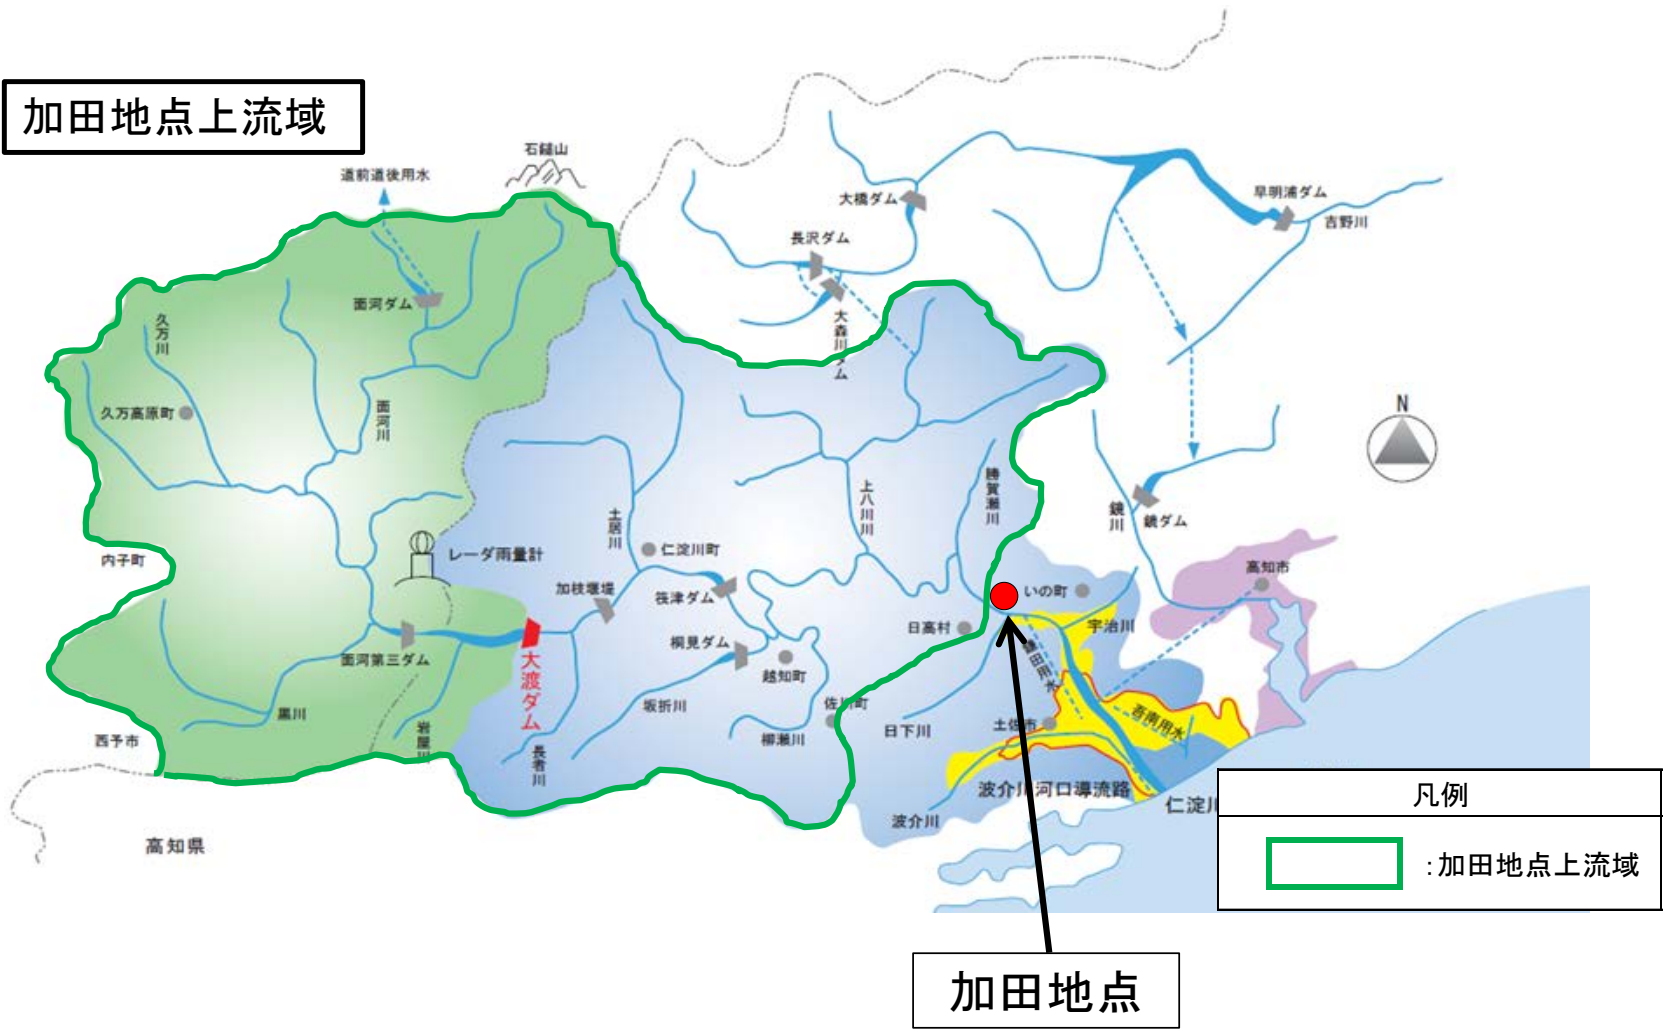 加田地点上流域
石鎚山
道前道後用水
大橋ダム
早明浦ダム
吉野川
長沢ダム
面河ダム
大森川ダム
久万川
久万高原町
面河川
N
上八川川
勝賀瀬川
鏡川
鏡ダム
土居川
仁淀川町
レーダ雨量計
内子町
加枝堰堤
筏津ダム
いの町
高知市
日高村
宇治川
桐見ダム
面河第三ダム
大渡ダム
越知町
鎌田用水
黒川
坂折川
佐川町
土佐市
吾南用水
西予市
岩屋川
長者川
柳瀬川
日下川
波介川河口導流路
仁淀川
波介川
高知県
凡例
:加田地点上流域
加田地点